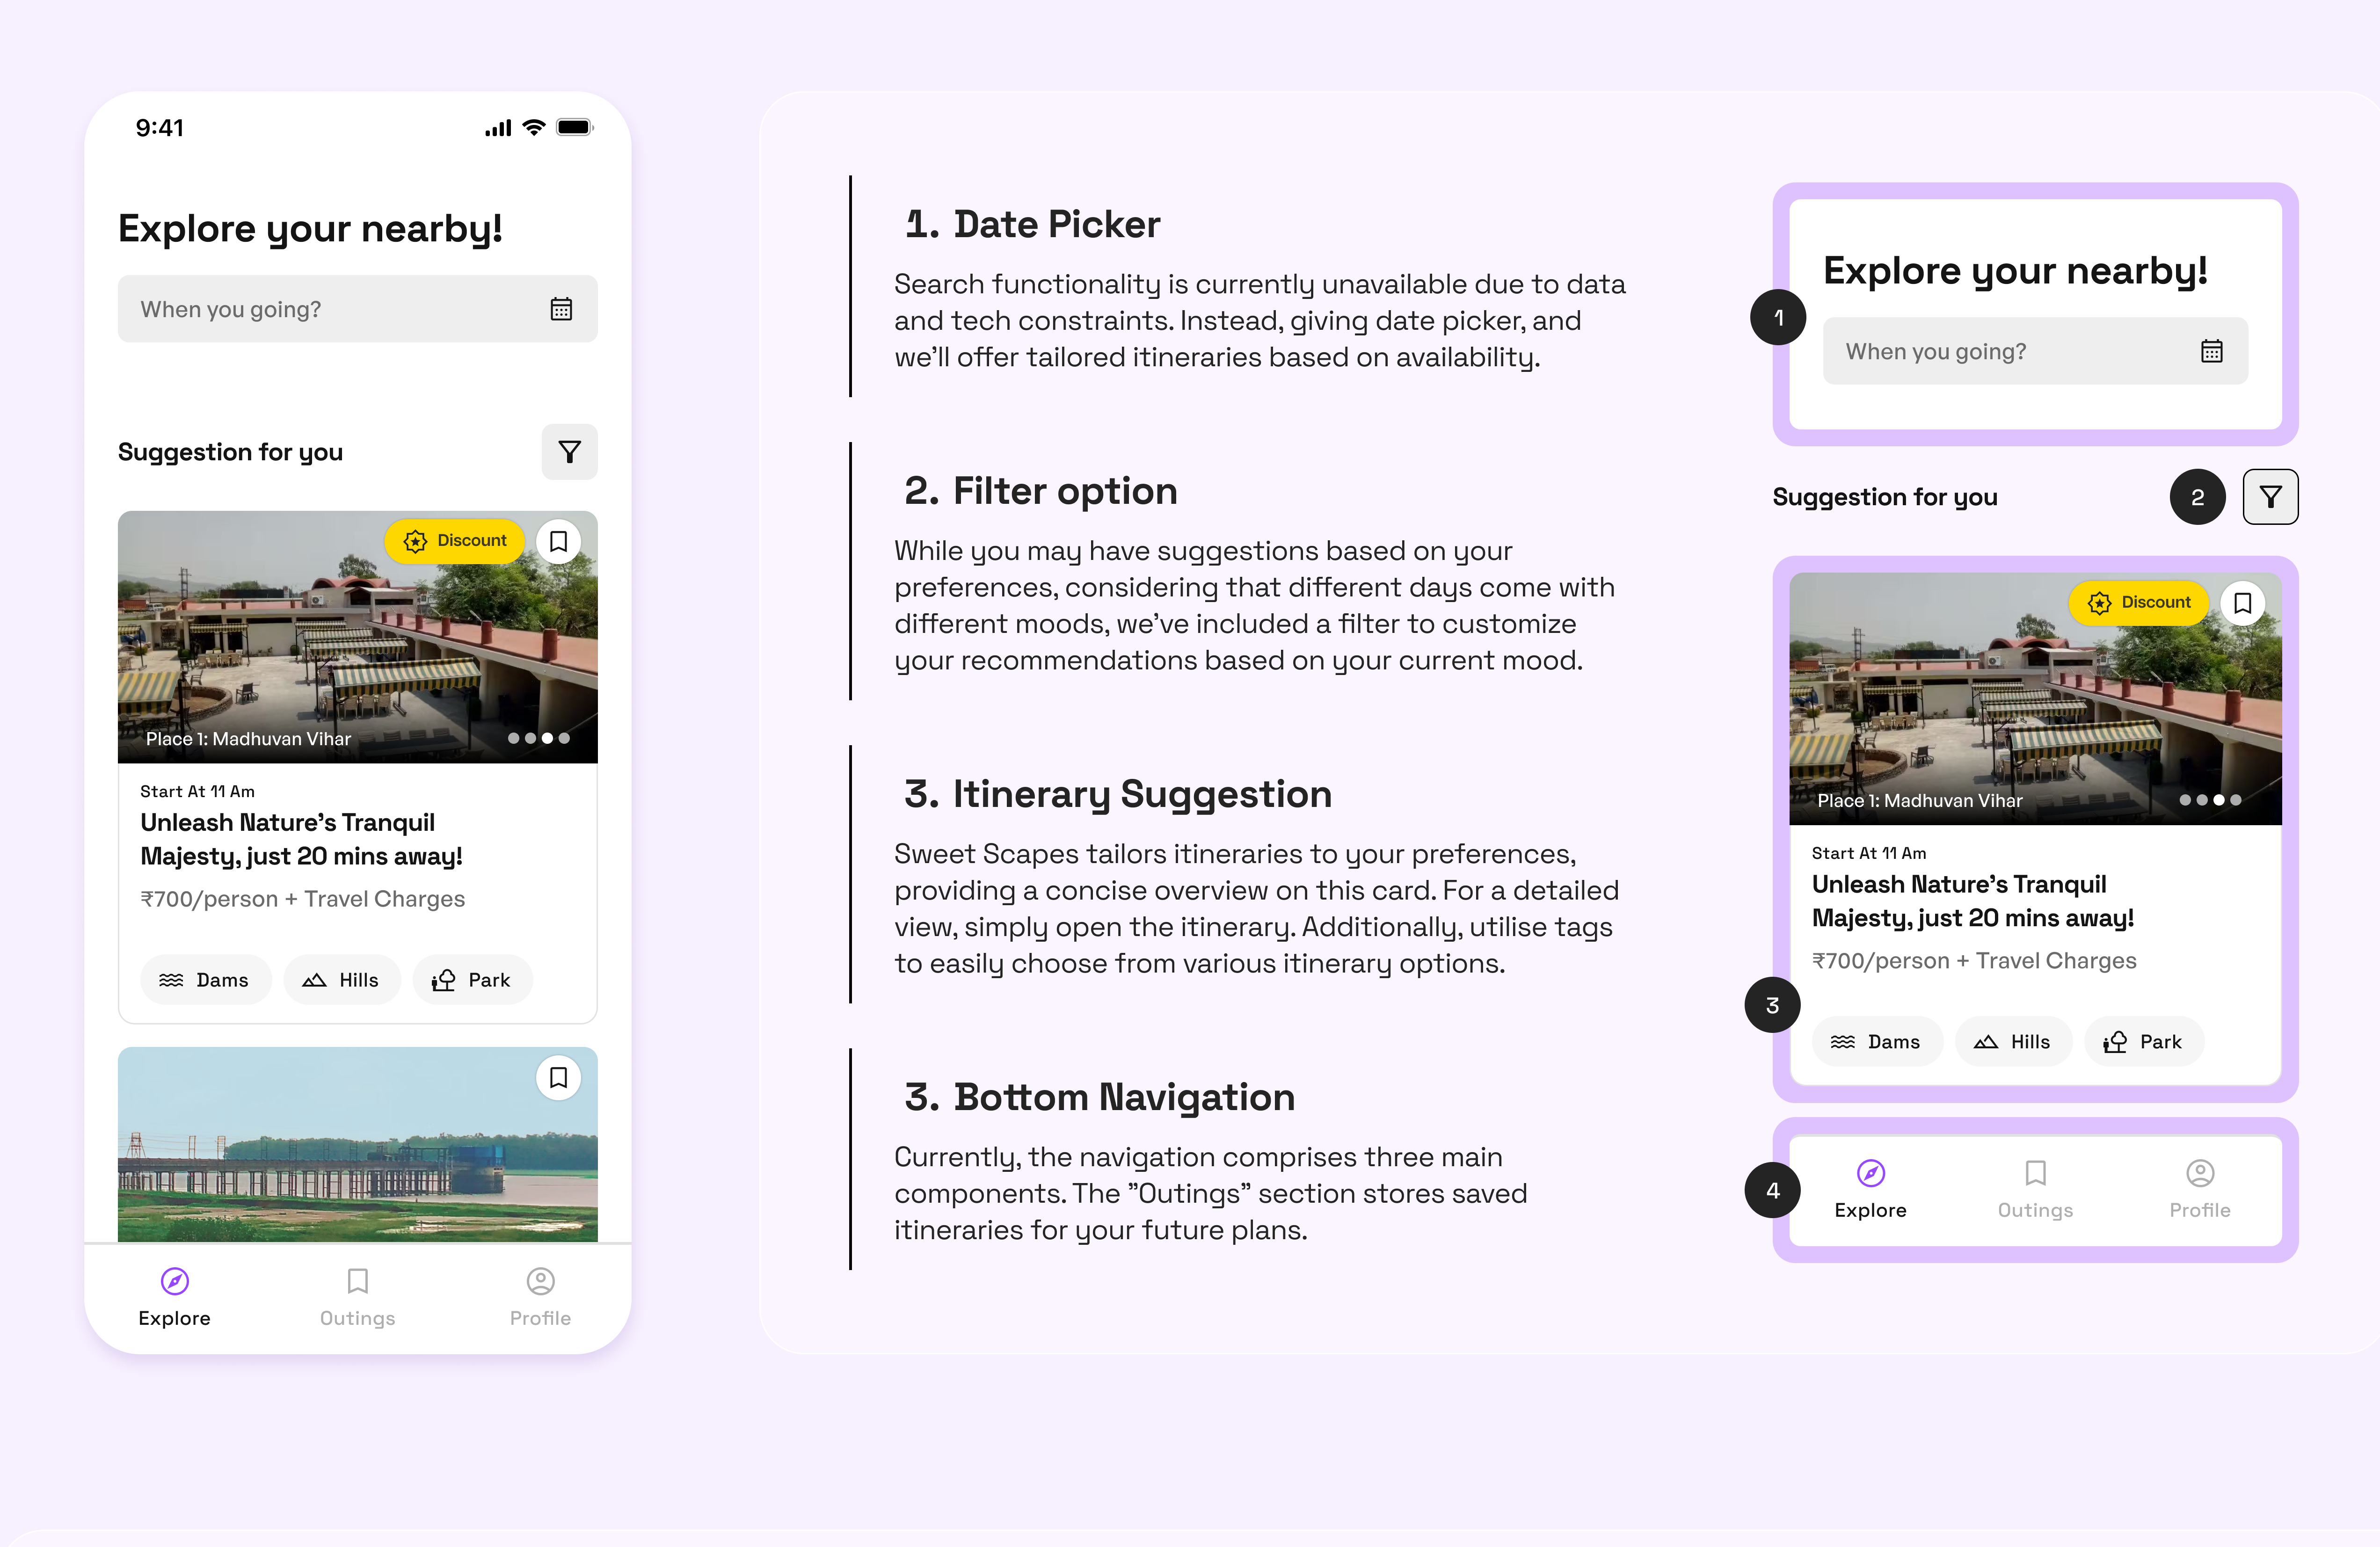 9:41
Explore your nearby!
When you going?
Suggestion for you
Discount
Place 1: Madhuvan Vihar
Start At 11 Am
Unleash Nature's Tranquil
Majesty, just 20 mins away!
₹700/person + Travel Charges
Dams
Hills
Park
Explore
Outings
Profile
1. Date Picker
Search functionality is currently unavailable due to data
and tech constraints. Instead, giving date picker, and
we'll offer tailored itineraries based on availability.
2. Filter option
While you may have suggestions based on your
preferences, considering that different days come with
different moods, we've included a filter to customize
your recommendations based on your current mood.
3. Itinerary Suggestion
Sweet Scapes tailors itineraries to your preferences,
providing a concise overview on this card. For a detailed
view, simply open the itinerary. Additionally, utilise tags
to easily choose from various itinerary options.
3. Bottom Navigation
Currently, the navigation comprises three main
components. The ”Outings” section stores saved
itineraries for your future plans.
1
Explore your nearby!
When you going?
Suggestion for you
2
Discount
Place 1: Madhuvan Vihar
Start At 11 Am
Unleash Nature's Tranquil
Majesty, just 20 mins away!
₹700/person + Travel Charges
3
Dams
Hills
Park
4
Explore
Outings
Profile